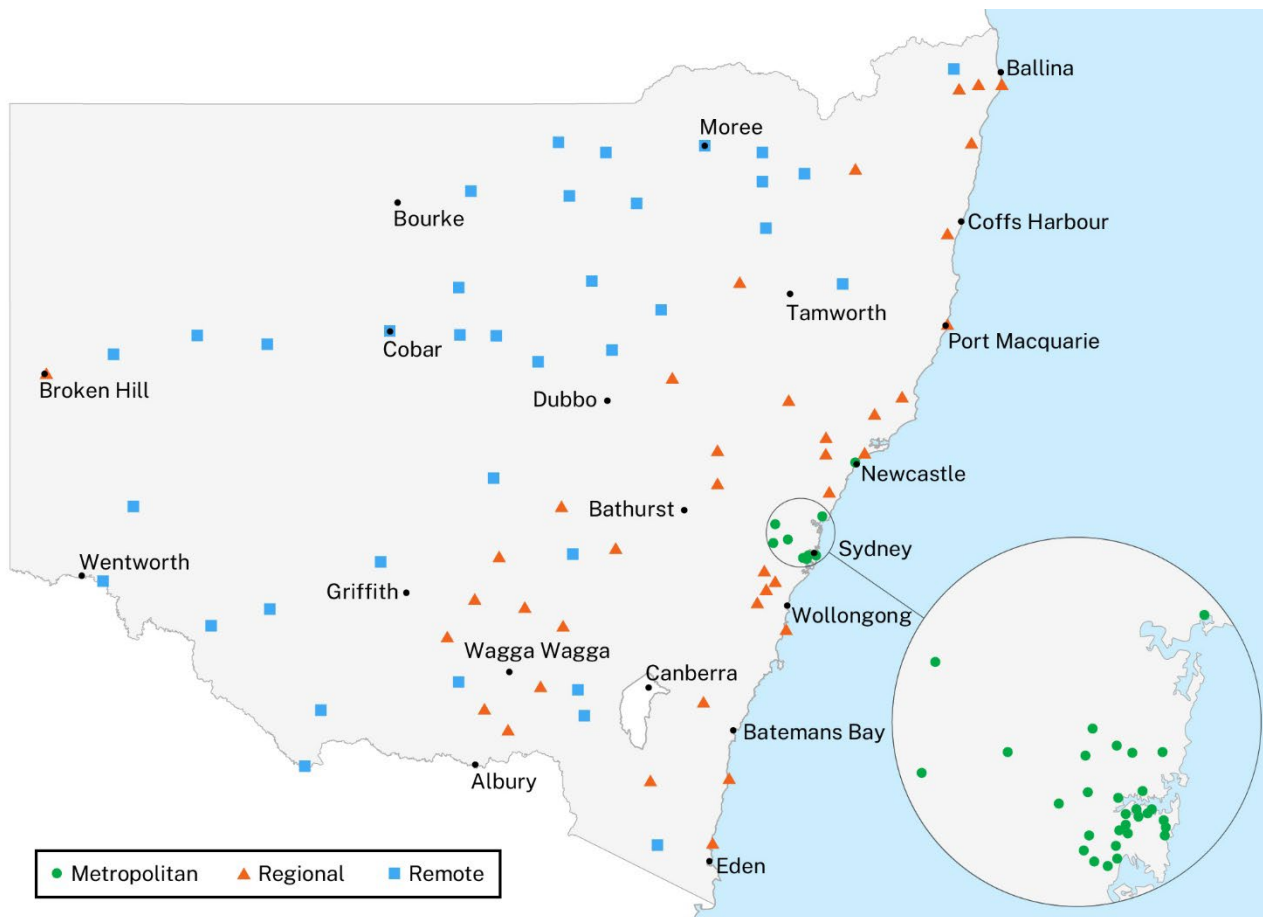 Ballina
Moree
Bourke
Coffs Harbour
Tamworth
Cobar
Port Macquarie
Broken Hill
Dubbo
Newcastle
Bathurst
Sydney
Wentworth
Griffith
Wollongong
Wagga Wagga
Canberra
Batemans Bay
Albury
Eden
Metropolitan
Regional
Remote